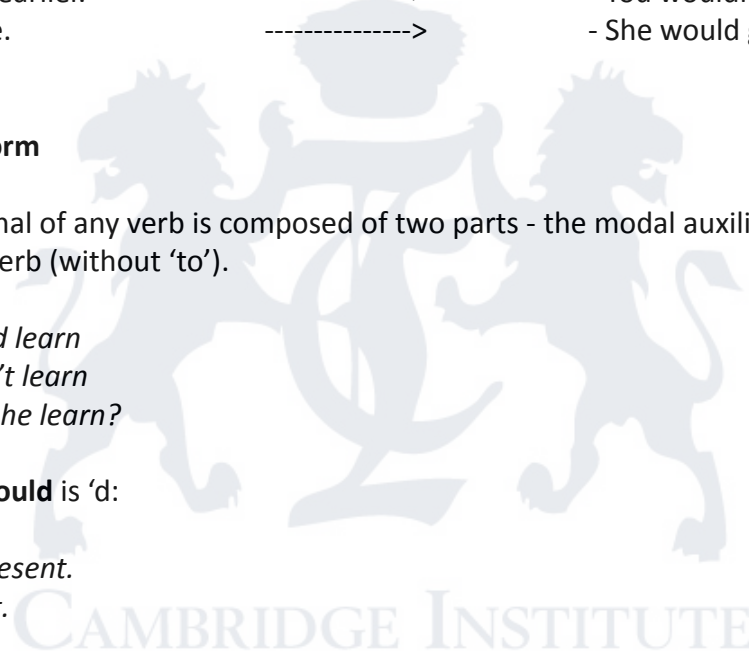 earlier.
---------------> - She would
orm
nal of any verb is composed of two parts - the modal
erb (without ‘to’).
d learn
’t learn
he learn?
ould is ‘d:
esent.
CAMBRIDGE INSTITUTE